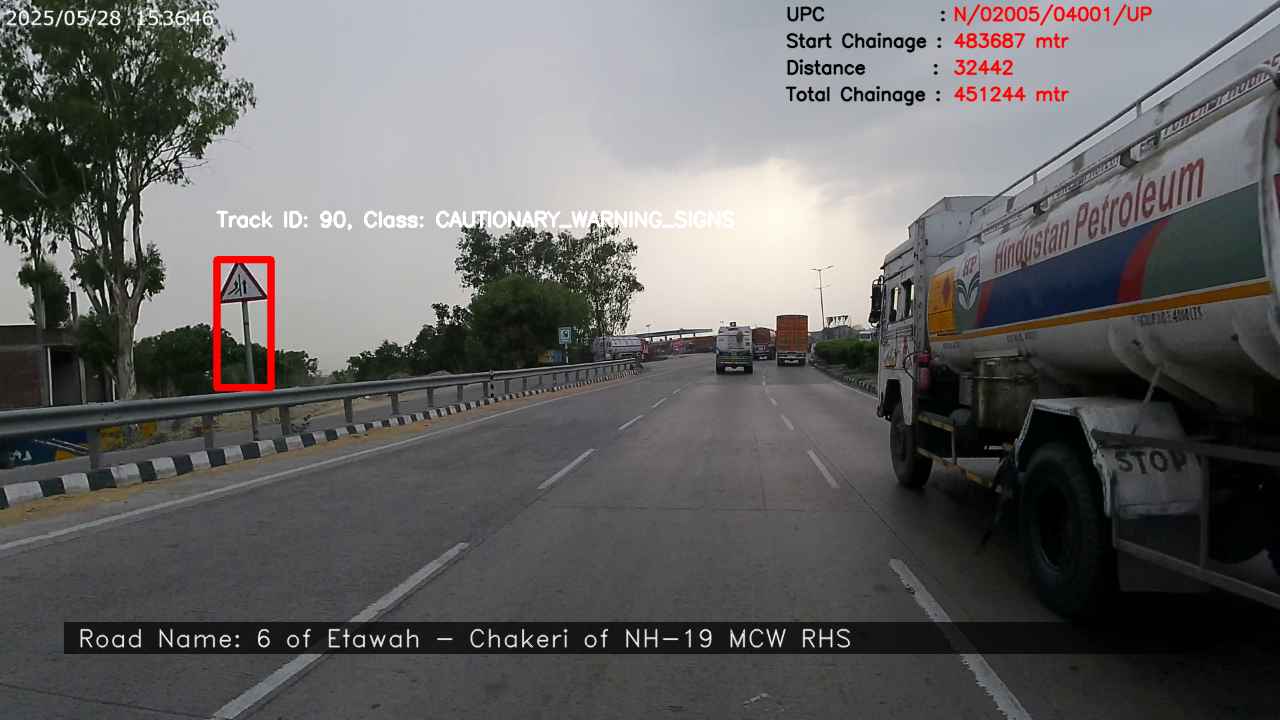 2025/05/28 15:36:46
UPC : N/02005/04001/UP
Start Chainage : 483687 mtr
Distance : 32442
Total Chainage : 451244 mtr
Track ID: 90, Class: CAUTIONARY_WARNING_SIGNS
Hindustan Petroleum
HP
STOP
Road Name: 6 of Etawah - Chakeri of NH-19 MCW RHS